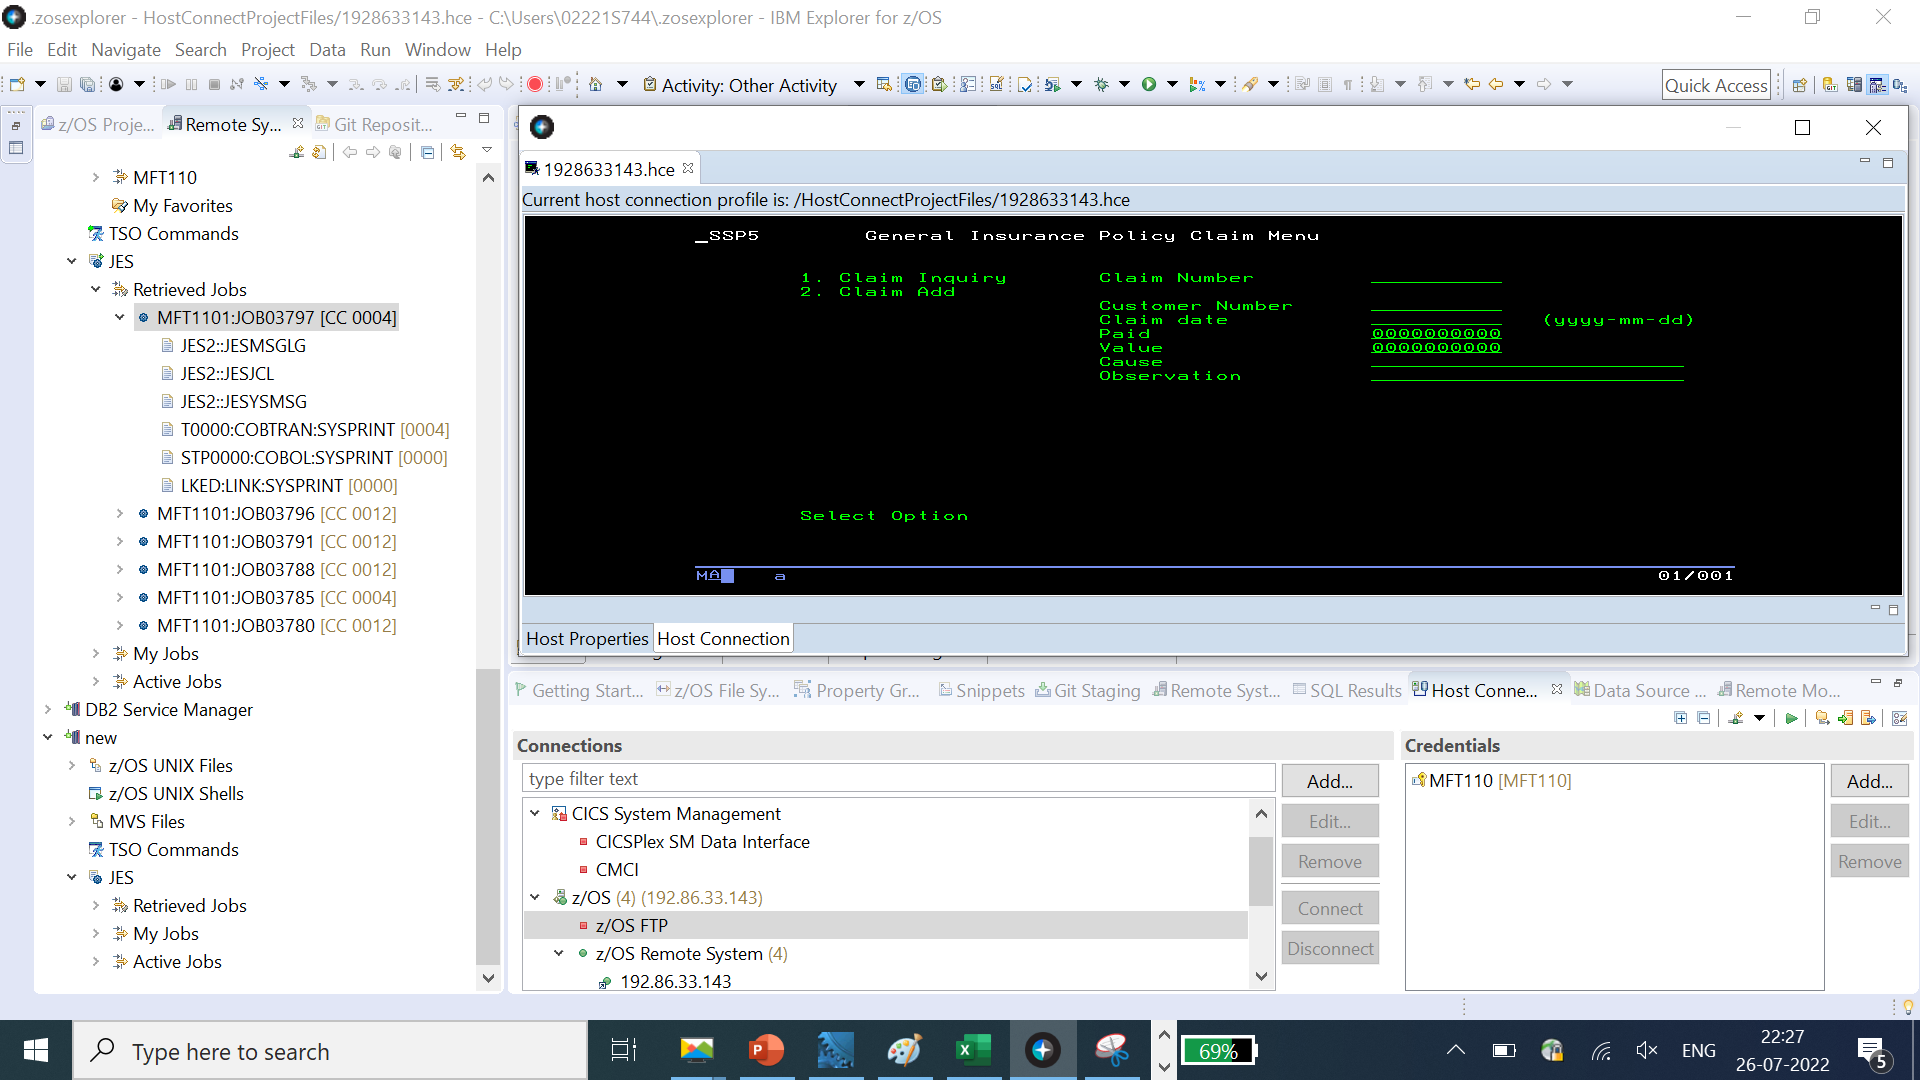 .zosexplorer - HostConnectProjectFiles/1928633143.hce - C:\Users\02221S744\.zosexplorer - IBM Explorer for z/OS
File Edit Navigate Search Project Data Run Window Help
Activity: Other Activity
Quick Access
z/OS Proje... Remote Sy... Git Reposit...
MFT110
My Favorites
TSO Commands
JES
Retrieved Jobs
MFT1101:JOB03797 [CC 0004]
JES2::JESMSGLG
JES2::JESJCL
JES2::JESYSMSG
T0000:COBTRAN:SYSPRINT [0004]
STP0000:COBOL:SYSPRINT [0000]
LKED:LINK:SYSPRINT [0000]
MFT1101:JOB03796 [CC 0012]
MFT1101:JOB03791 [CC 0012]
MFT1101:JOB03788 [CC 0012]
MFT1101:JOB03785 [CC 0004]
MFT1101:JOB03780 [CC 0012]
My Jobs
Active Jobs
DB2 Service Manager
new
z/OS UNIX Files
z/OS UNIX Shells
MVS Files
TSO Commands
JES
Retrieved Jobs
My Jobs
Active Jobs
1928633143.hce
Current host connection profile is: /HostConnectProjectFiles/1928633143.hce
_SSP5 General Insurance Policy Claim Menu
1. Claim Inquiry Claim Number
2. Claim Add
Customer Number
Claim date (yyyy-mm-dd)
Paid 0000000000
Value 0000000000
Cause
Observation
Select Option
MA a 01/001
Host Properties Host Connection
Getting Start... z/OS File Sy... Property Gr... Snippets Git Staging Remote Syst... SQL Results Host Conne... Data Source ... Remote Mo...
Connections
type filter text
CICS System Management
CICSPlex SM Data Interface
CMCI
z/OS (4) (192.86.33.143)
z/OS FTP
z/OS Remote System (4)
192.86.33.143
Add...
Edit...
Remove
Connect
Disconnect
Credentials
MFT110 [MFT110]
Add...
Edit...
Remove
Type here to search
69%
ENG
22:27
26-07-2022
5